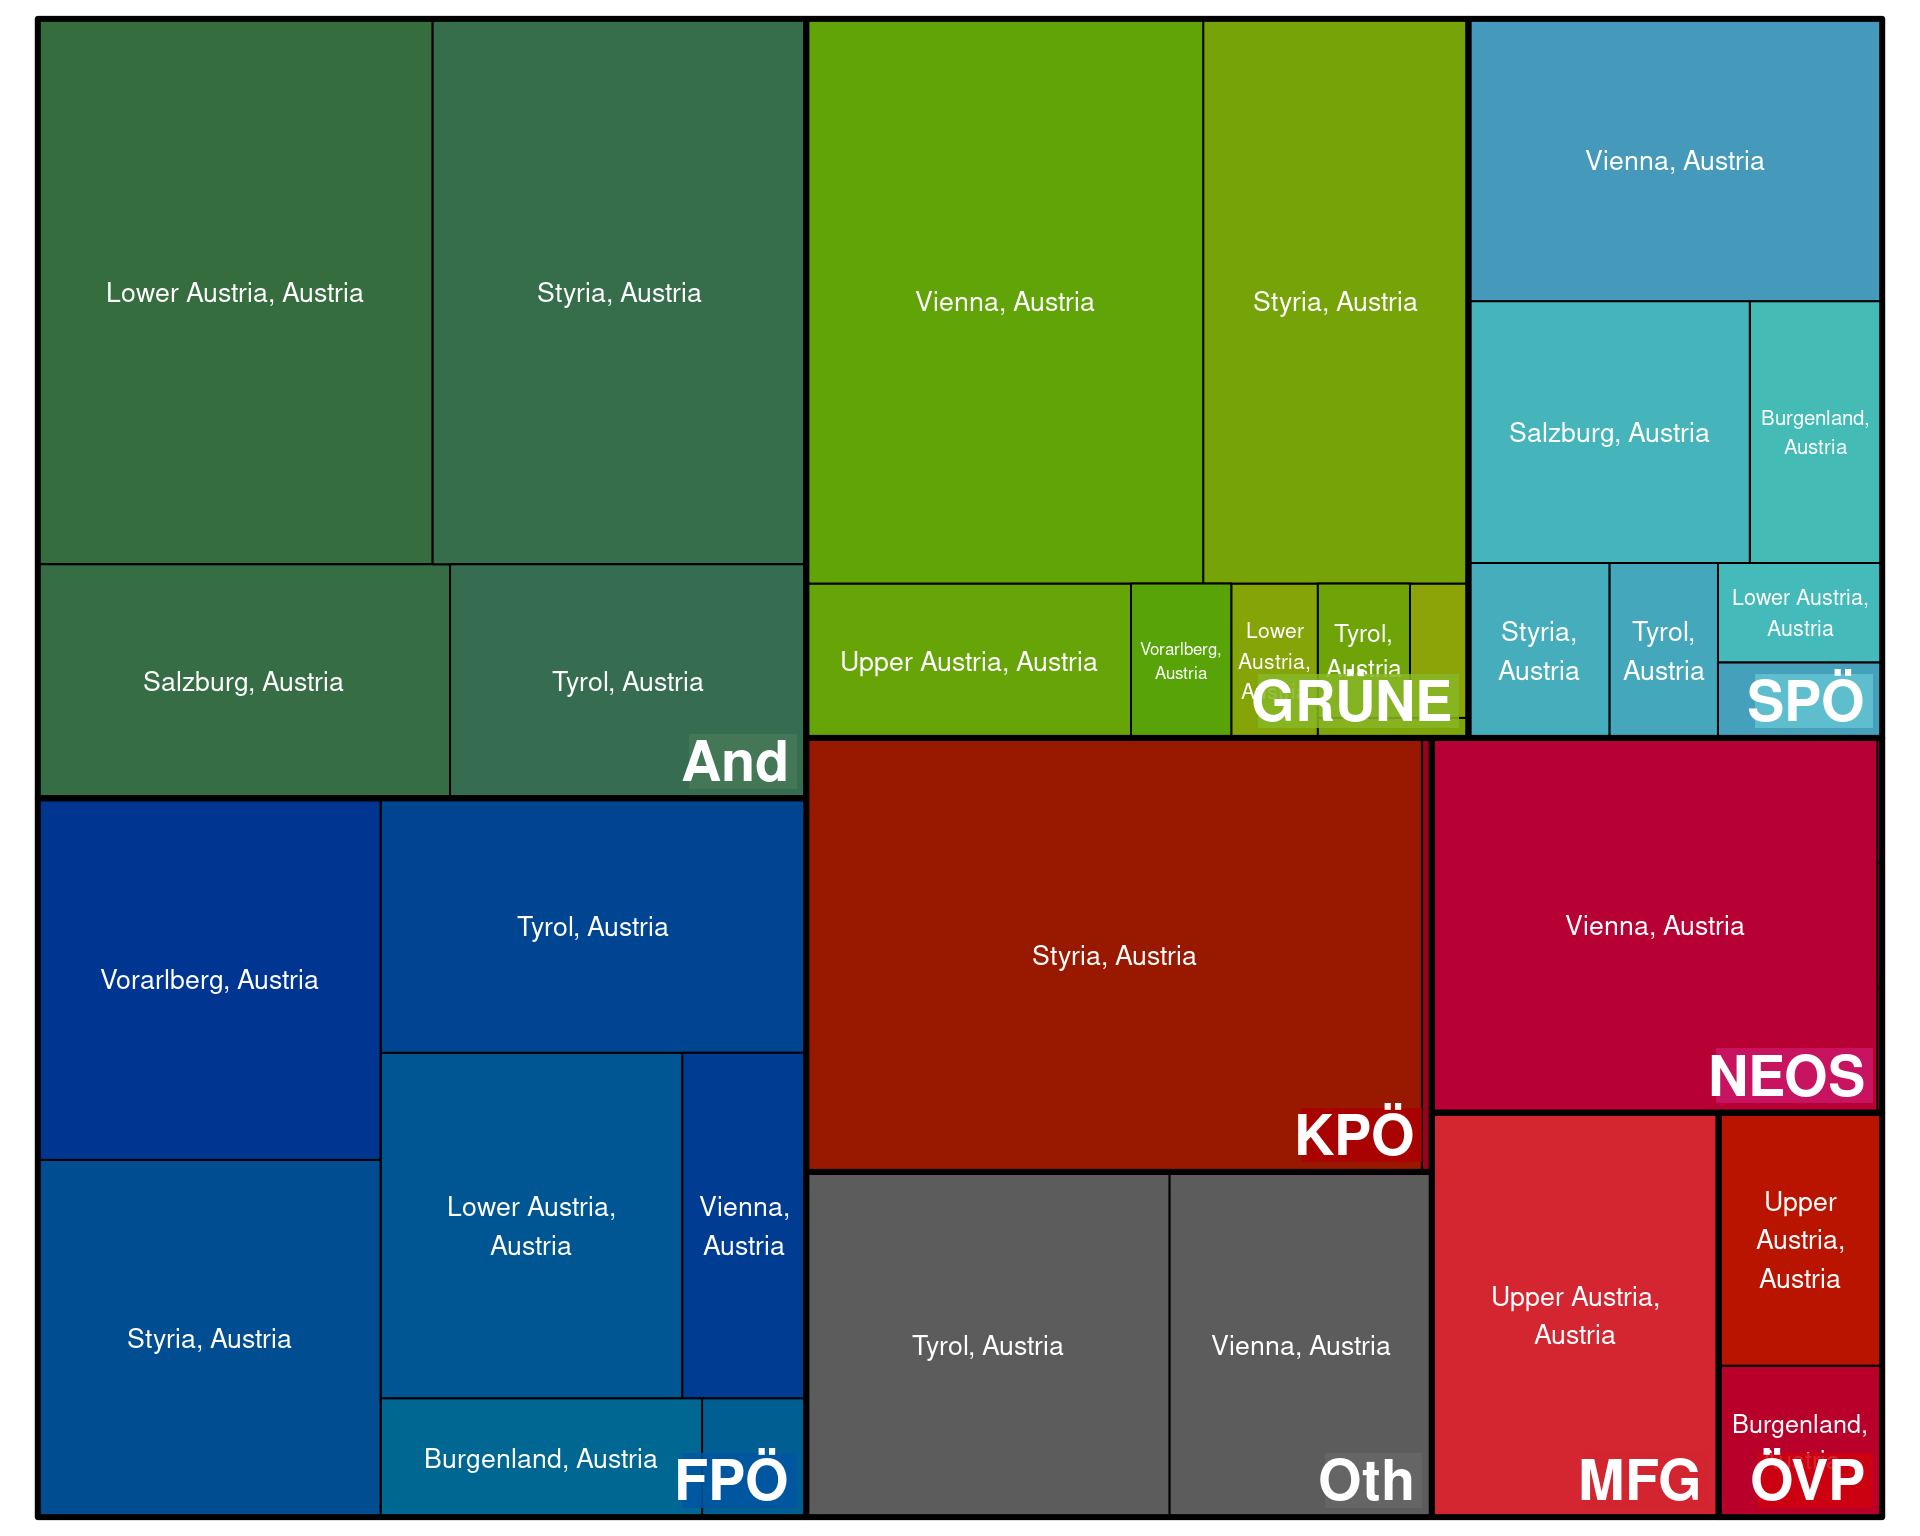 Lower Austria, Austria
Styria, Austria
Salzburg, Austria
Tyrol, Austria
And
Vorarlberg, Austria
Tyrol, Austria
Styria, Austria
Lower Austria,
Austria
Vienna,
Austria
Burgenland, Austria
FPÖ
Vienna, Austria
Styria, Austria
Upper Austria, Austria
Vorarlberg,
Austria
Lower
Austria,
Tyrol,
Austria
GRÜNE
Vienna, Austria
Salzburg, Austria
Burgenland,
Austria
Styria,
Austria
Tyrol,
Austria
Lower Austria,
Austria
SPÖ
Styria, Austria
KPÖ
Vienna, Austria
NEOS
Tyrol, Austria
Vienna, Austria
Oth
Upper Austria,
Austria
MFG
Upper
Austria,
Austria
Burgenland,
ÖVP